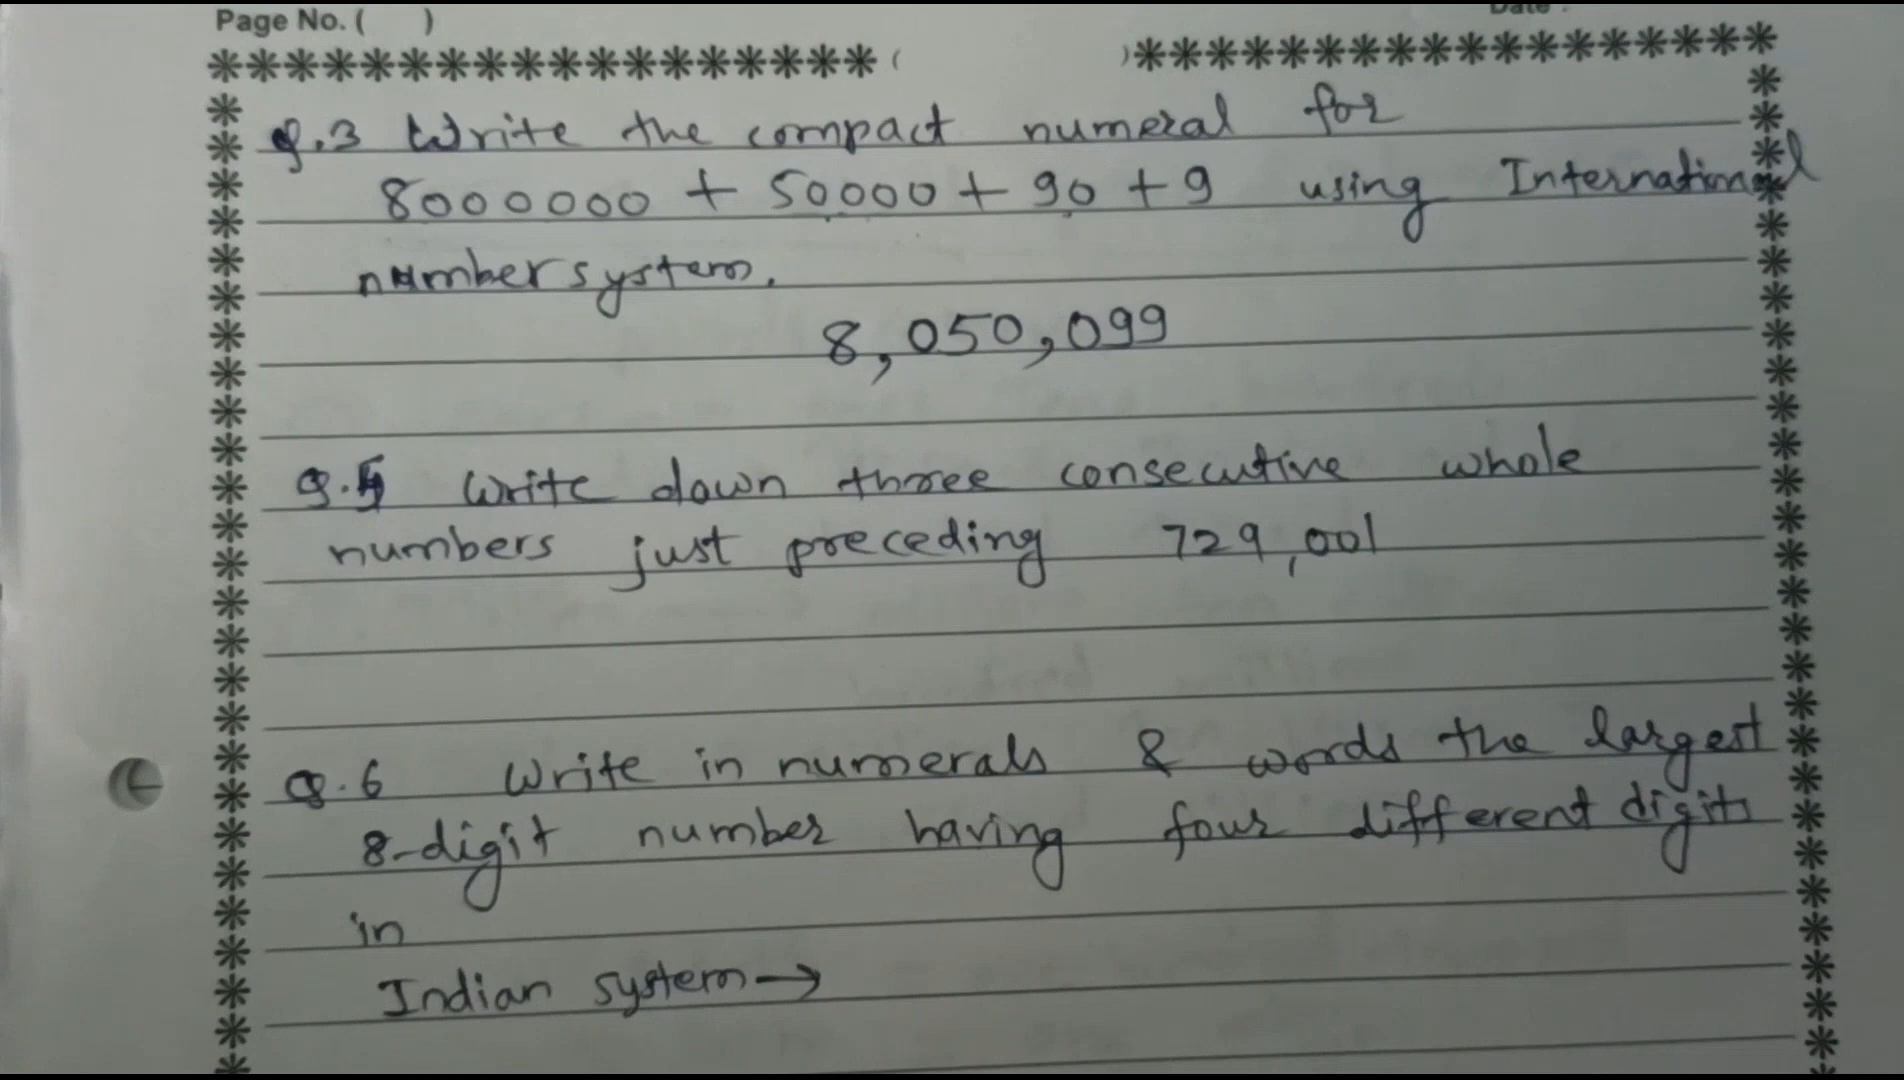 Page No. ( )
Date :
Q.3 Write the compact numeral for
8000000 + 50000 + 90 + 9 using International
number system.
8,050,099
Q.5 Write down three consecutive whole
numbers just preceding 729,001
Q.6 Write in numerals & words the largest
8-digit number having four different digits
in
Indian system →